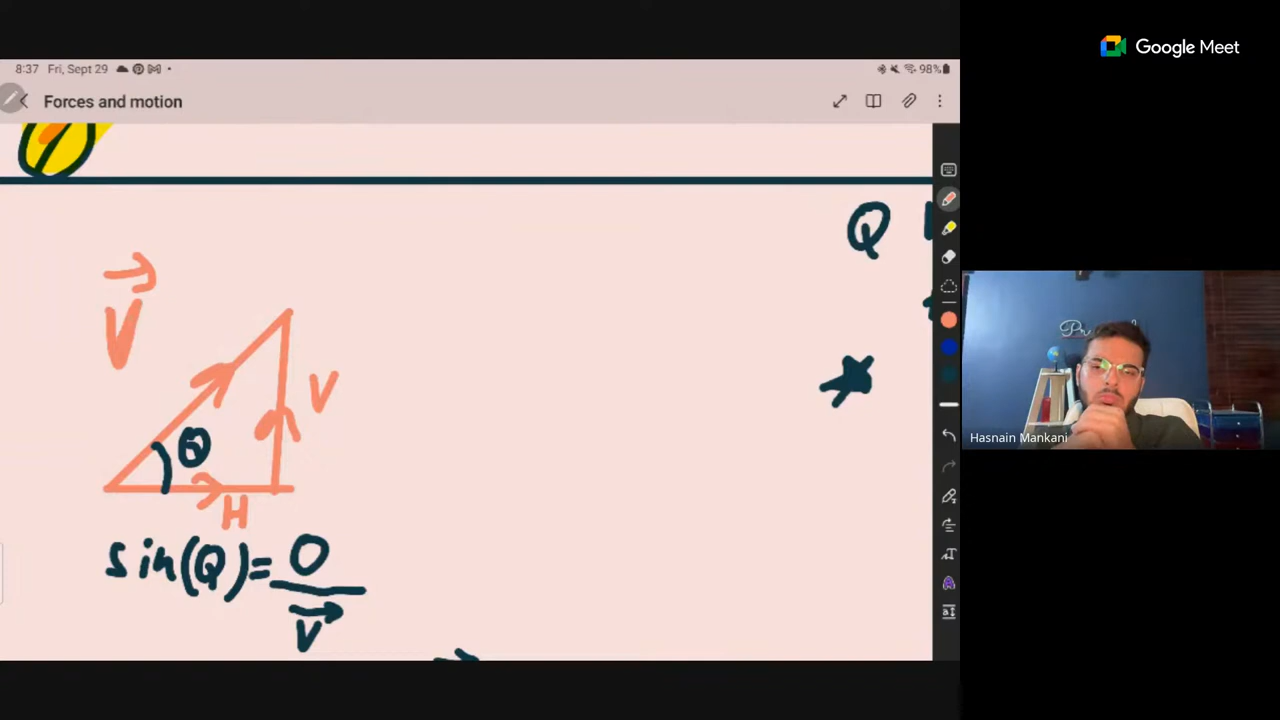 Google Meet
8:37 Fri, Sept 29
98%
Forces and motion
Q
V
V
θ
H
sin(Q)=O
V
Hasnain Mankani